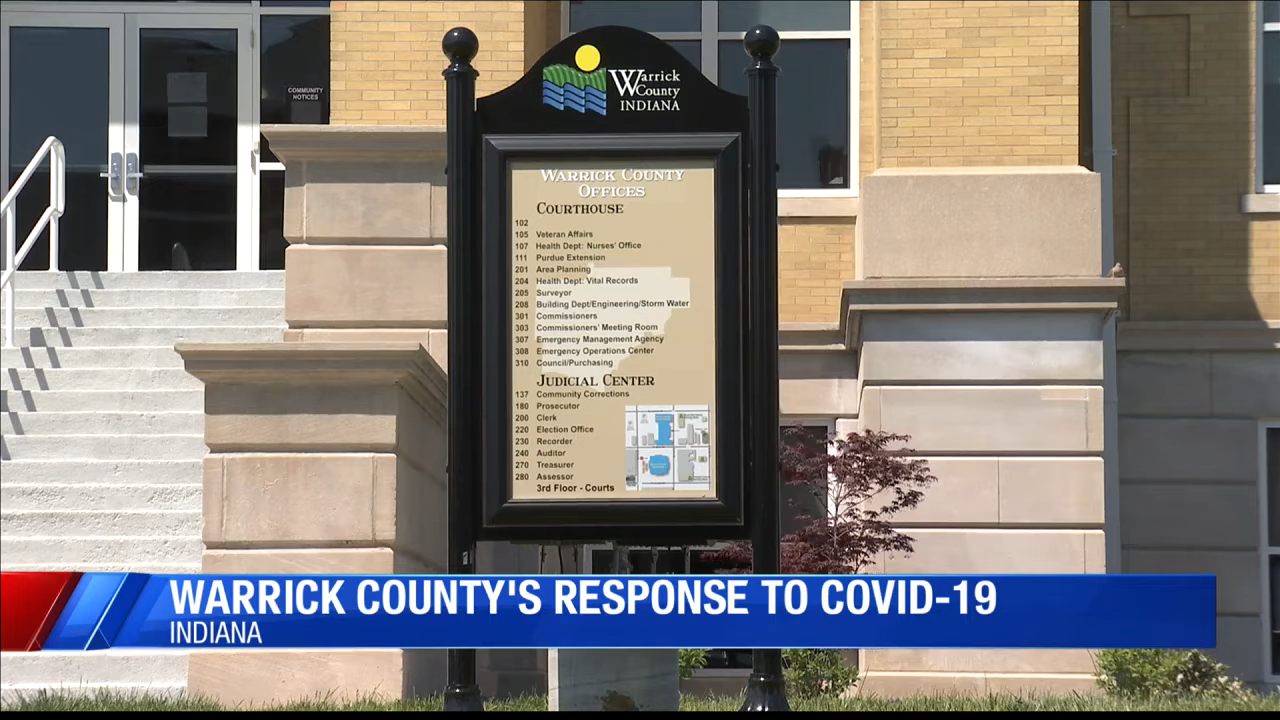 COMMUNITY
NOTICES
Warrick
County
INDIANA
WARRICK COUNTY
OFFICES
COURTHOUSE
102
105 Veteran Affairs
107 Health Dept: Nurses' Office
111 Purdue Extension
201 Area Planning
204 Health Dept: Vital Records
205 Surveyor
208 Building Dept/Engineering/Storm Water
301 Commissioners
303 Commissioners' Meeting Room
307 Emergency Management Agency
308 Emergency Operations Center
310 Council/Purchasing
JUDICIAL CENTER
137 Community Corrections
180 Prosecutor
200 Clerk
220 Election Office
230 Recorder
240 Auditor
270 Treasurer
280 Assessor
3rd Floor - Courts
WARRICK COUNTY'S RESPONSE TO COVID-19
INDIANA